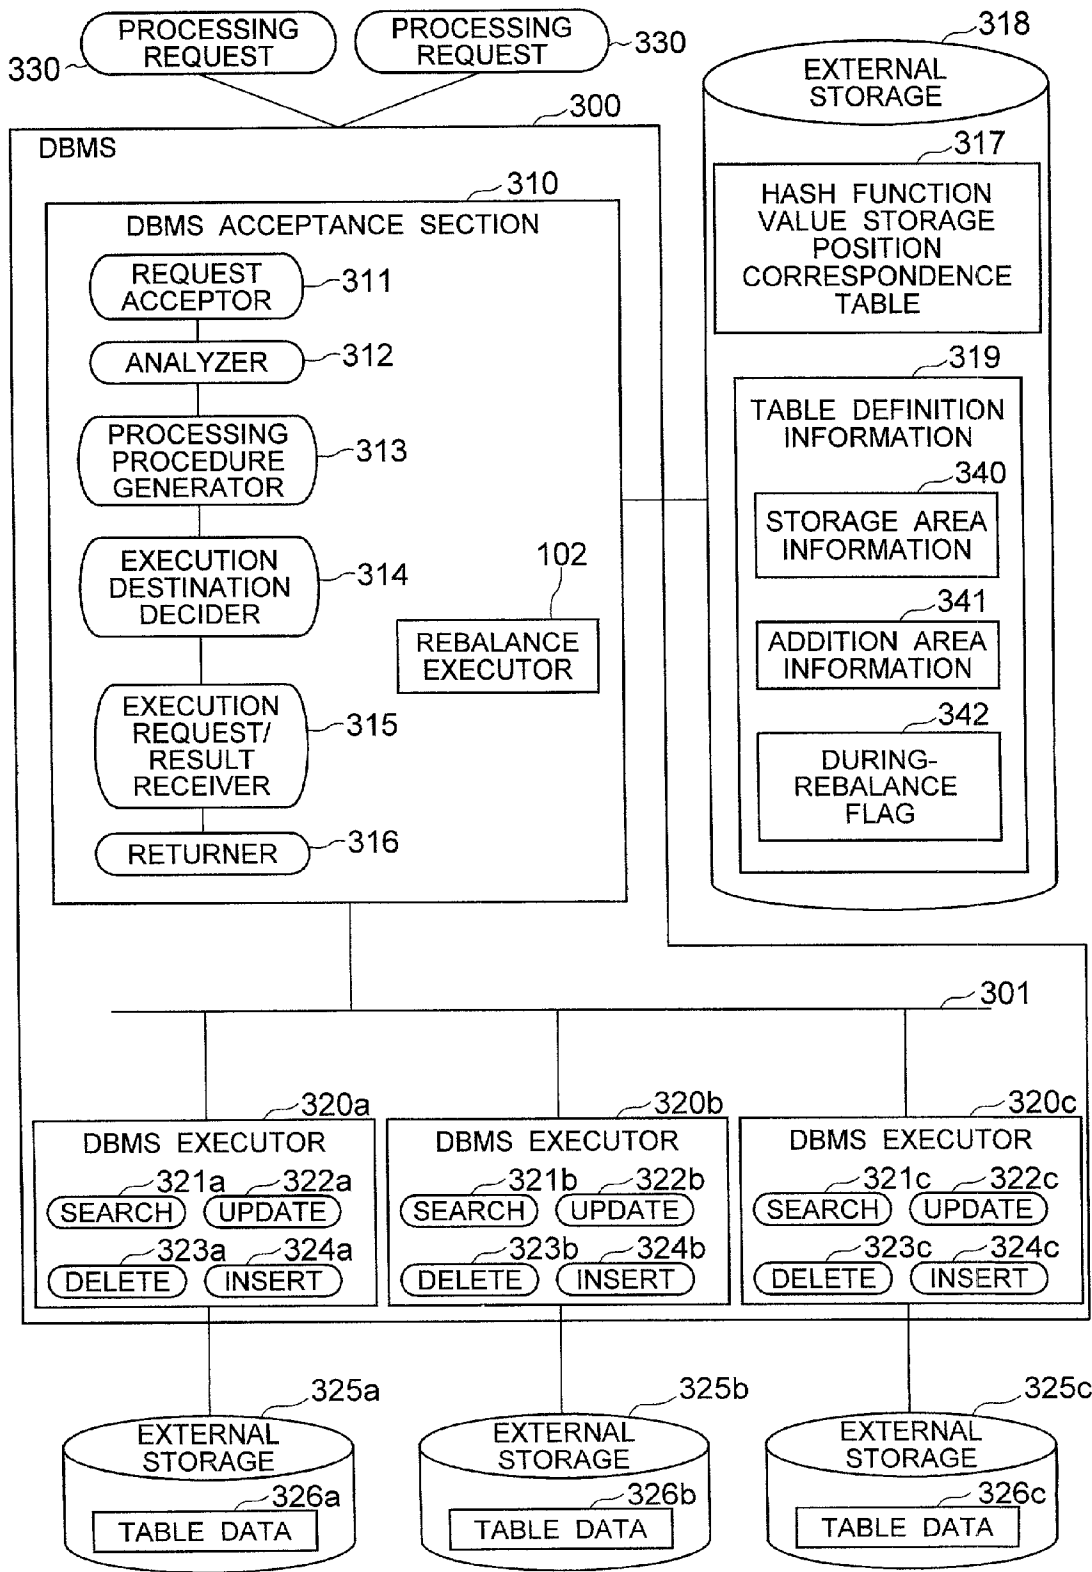 PROCESSING
REQUEST
330
PROCESSING
REQUEST
330
300
DBMS
310
DBMS ACCEPTANCE SECTION
REQUEST
ACCEPTOR
311
ANALYZER
312
PROCESSING
PROCEDURE
GENERATOR
313
EXECUTION
DESTINATION
DECIDER
314
102
REBALANCE
EXECUTOR
EXECUTION
REQUEST/
RESULT
RECEIVER
315
RETURNER
316
318
EXTERNAL
STORAGE
317
HASH FUNCTION
VALUE STORAGE
POSITION
CORRESPONDENCE
TABLE
319
TABLE DEFINITION
INFORMATION
340
STORAGE AREA
INFORMATION
341
ADDITION AREA
INFORMATION
342
DURING-
REBALANCE
FLAG
301
320a
DBMS EXECUTOR
321a
322a
SEARCH
UPDATE
323a
324a
DELETE
INSERT
320b
DBMS EXECUTOR
321b
322b
SEARCH
UPDATE
323b
324b
DELETE
INSERT
320c
DBMS EXECUTOR
321c
322c
SEARCH
UPDATE
323c
324c
DELETE
INSERT
325a
EXTERNAL
STORAGE
326a
TABLE DATA
325b
EXTERNAL
STORAGE
326b
TABLE DATA
325c
EXTERNAL
STORAGE
326c
TABLE DATA